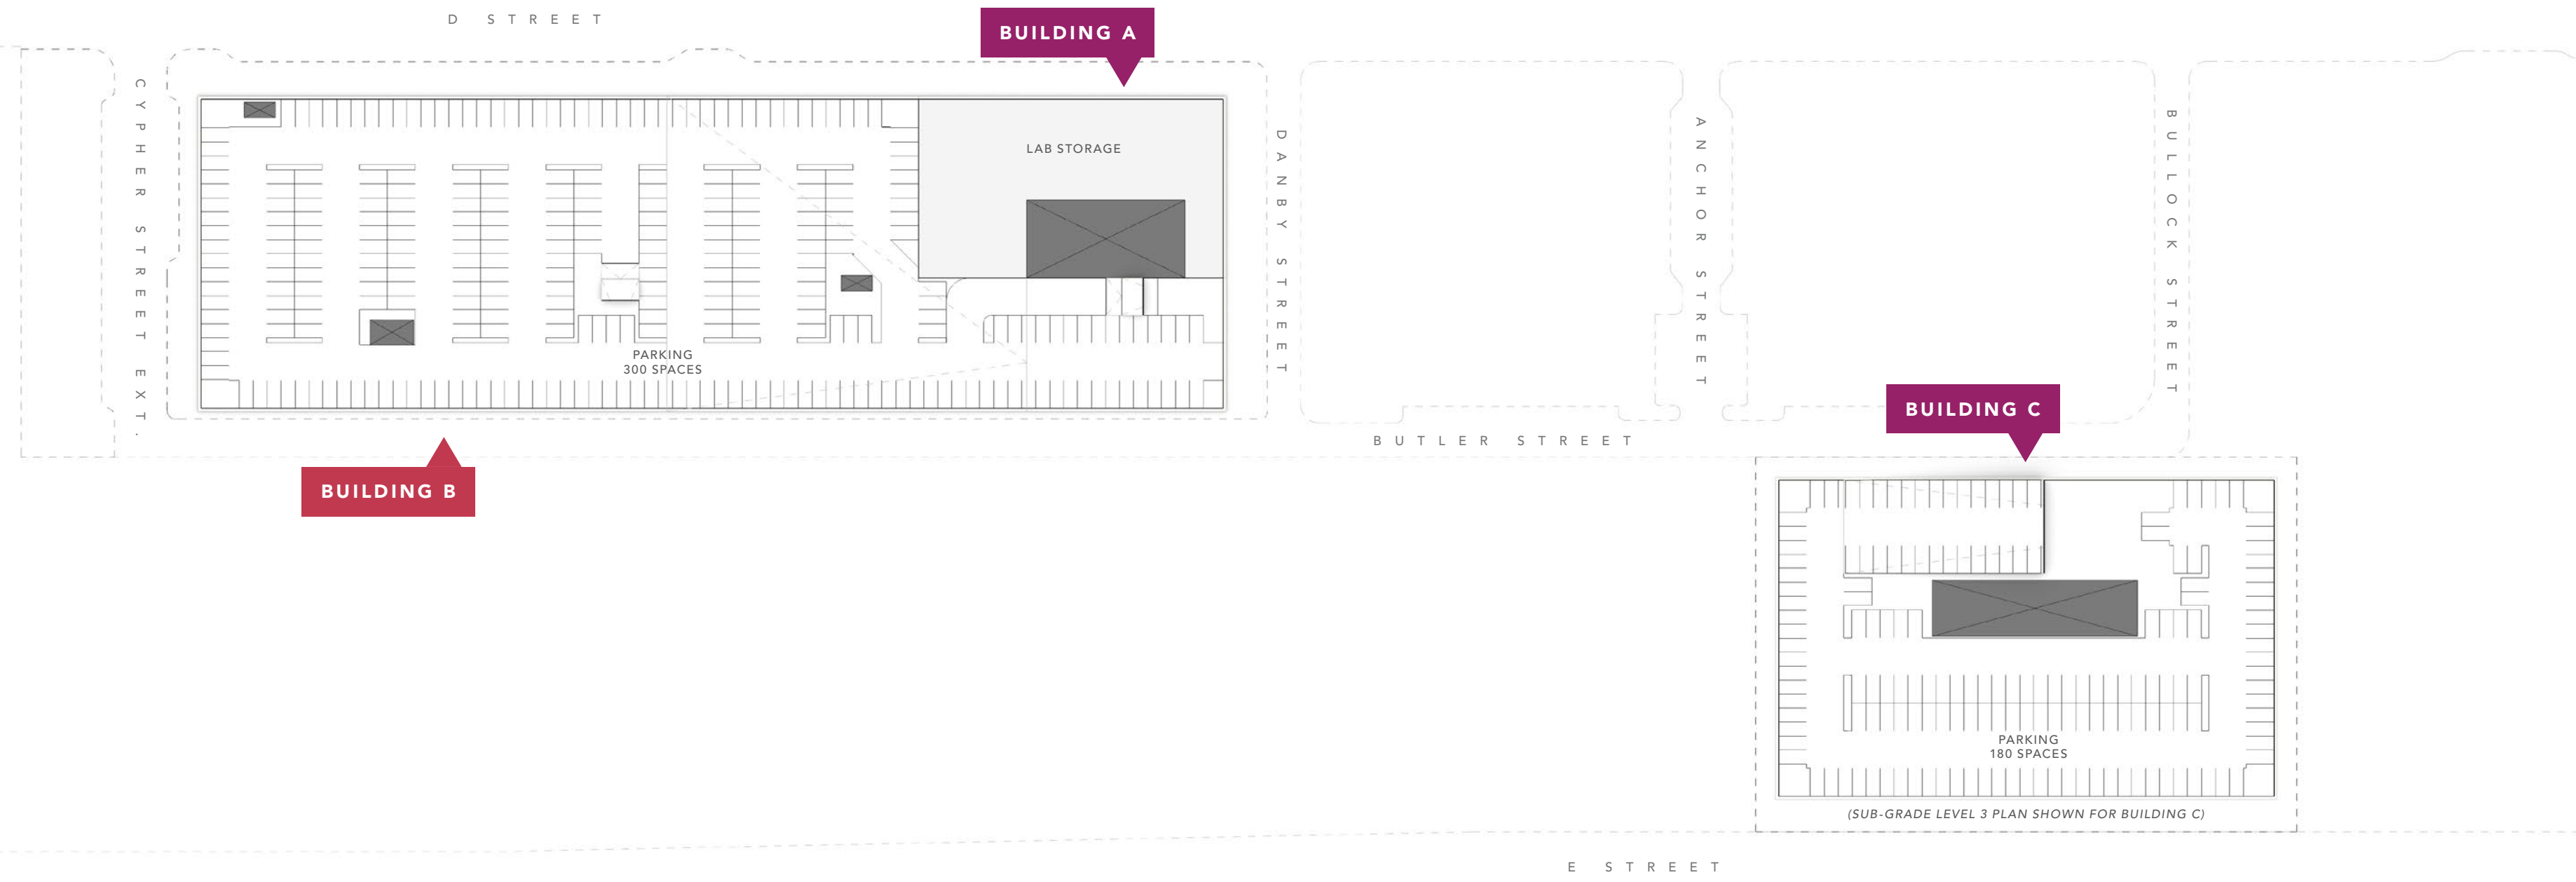 D STREET
BUILDING A
CYPHER STREET EXT.
LAB STORAGE
DANBY STREET
ANCHOR STREET
BULLOCK STREET
PARKING
300 SPACES
BUILDING C
BUTLER STREET
BUILDING B
PARKING
180 SPACES
(SUB-GRADE LEVEL 3 PLAN SHOWN FOR BUILDING C)
E STREET